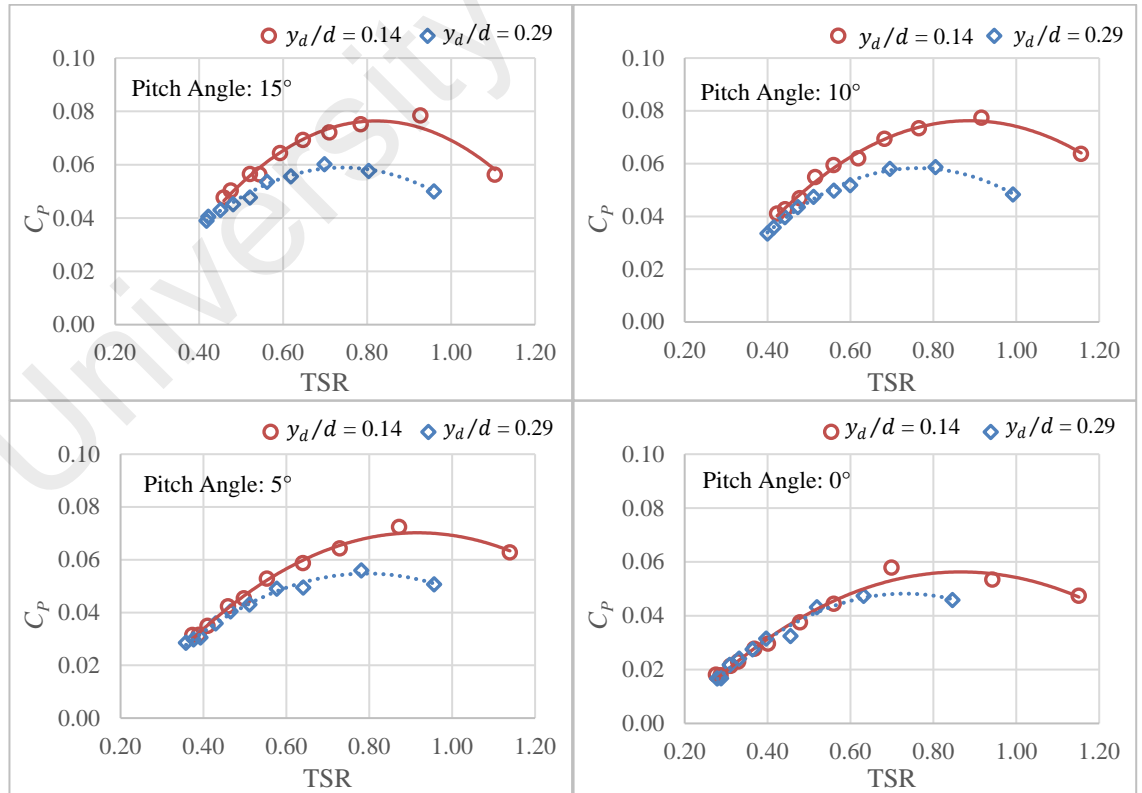 University
y_d/d = 0.14 y_d/d = 0.29
Pitch Angle: 15°
C_P
0.10
0.08
0.06
0.04
0.02
0.00
0.20 0.40 0.60 0.80 1.00 1.20
TSR
y_d/d = 0.14 y_d/d = 0.29
Pitch Angle: 10°
C_P
0.10
0.08
0.06
0.04
0.02
0.00
0.20 0.40 0.60 0.80 1.00 1.20
TSR
y_d/d = 0.14 y_d/d = 0.29
Pitch Angle: 5°
C_P
0.10
0.08
0.06
0.04
0.02
0.00
0.20 0.40 0.60 0.80 1.00 1.20
TSR
y_d/d = 0.14 y_d/d = 0.29
Pitch Angle: 0°
C_P
0.10
0.08
0.06
0.04
0.02
0.00
0.20 0.40 0.60 0.80 1.00 1.20
TSR